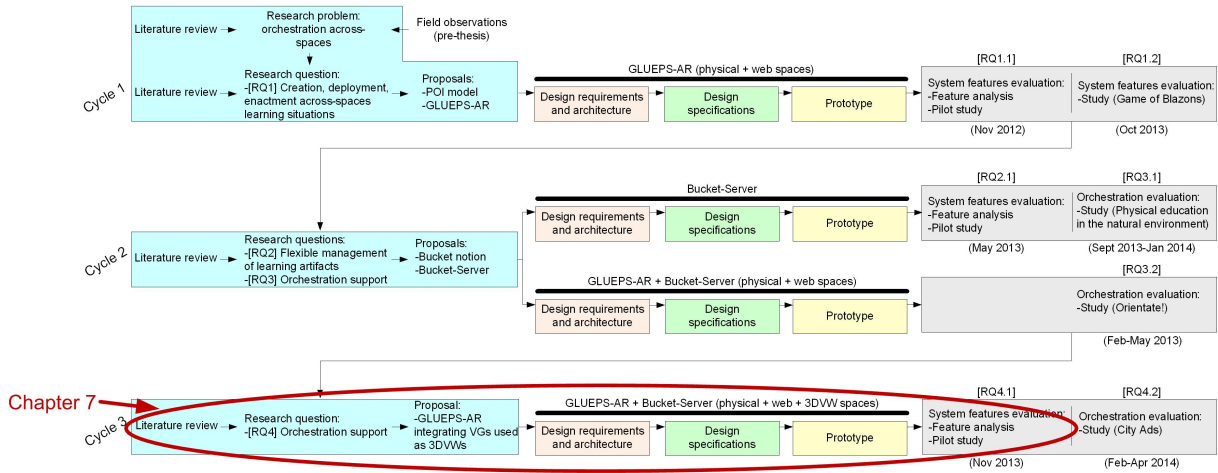 Literature review
Research problem:
orchestration across-
spaces
Field observations
(pre-thesis)
Cycle 1
Literature review
Research question:
-[RQ1] Creation, deployment,
enactment across-spaces
learning situations
Proposals:
-POI model
-GLUEPS-AR
GLUEPS-AR (physical + web spaces)
Design requirements
and architecture
Design
specifications
Prototype
[RQ1.1]
System features evaluation:
-Feature analysis
-Pilot study
(Nov 2012)
[RQ1.2]
System features evaluation:
-Study (Game of Blazons)
(Oct 2013)
Cycle 2
Literature review
Research questions:
-[RQ2] Flexible management
of learning artifacts
-[RQ3] Orchestration support
Proposals:
-Bucket notion
-Bucket-Server
Bucket-Server
Design requirements
and architecture
Design
specifications
Prototype
[RQ2.1]
System features evaluation:
-Feature analysis
-Pilot study
(May 2013)
[RQ3.1]
Orchestration evaluation:
-Study (Physical education
in the natural environment)
(Sept 2013-Jan 2014)
GLUEPS-AR + Bucket-Server (physical + web spaces)
Design requirements
and architecture
Design
specifications
Prototype
[RQ3.2]
Orchestration evaluation:
-Study (Orientate!)
(Feb-May 2013)
Chapter 7
Cycle 3
Literature review
Research question:
-[RQ4] Orchestration support
Proposal:
-GLUEPS-AR
integrating VGs used
as 3DVWs
GLUEPS-AR + Bucket-Server (physical + web + 3DVW spaces)
Design requirements
and architecture
Design
specifications
Prototype
[RQ4.1]
System features evaluation:
-Feature analysis
-Pilot study
(Nov 2013)
[RQ4.2]
Orchestration evaluation:
-Study (City Ads)
(Feb-Apr 2014)